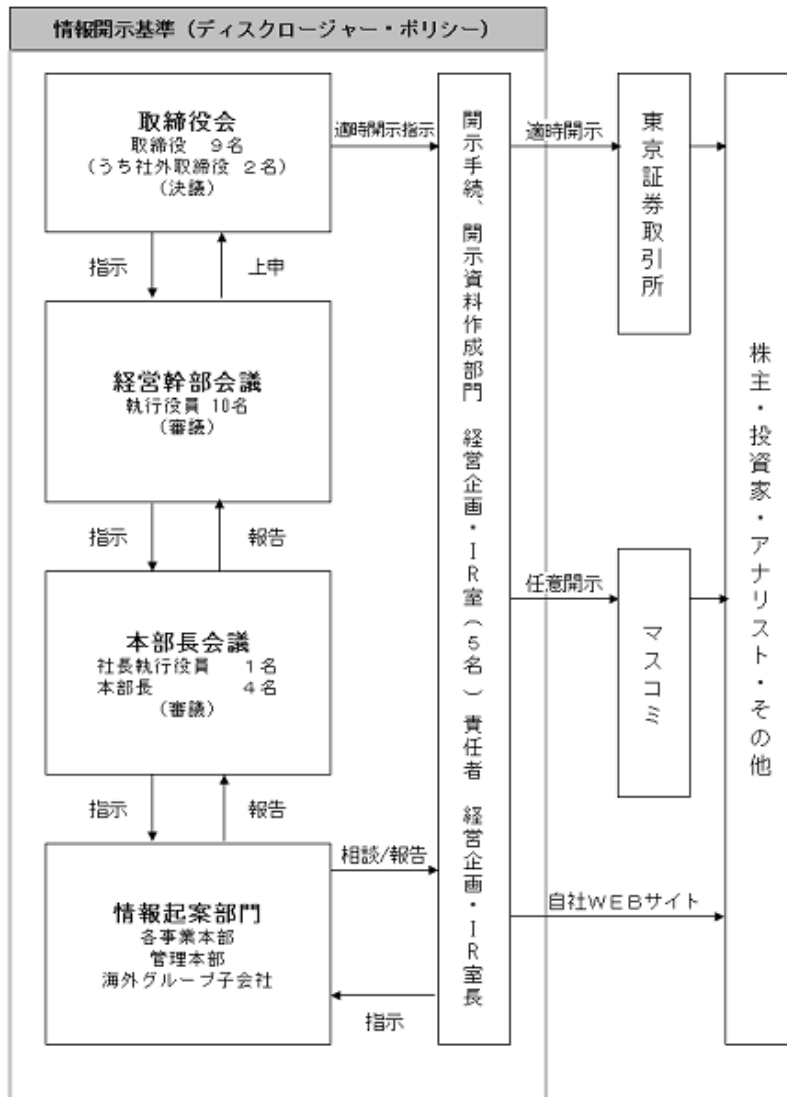 情報開示基準（ディスクロージャー・ポリシー）
取締役会
取締役　９名
（うち社外取締役　２名）
（決議）
適時開示指示
指示
上申
経営幹部会議
執行役員 10名
（審議）
指示
報告
本部長会議
社長執行役員　１名
本部長　４名
（審議）
指示
報告
情報起案部門
各事業本部
管理本部
海外グループ子会社
相談/報告
指示
開示手続、開示資料作成部門　経営企画・ＩＲ室（５名）責任者　経営企画・ＩＲ室長
適時開示
東京証券取引所
任意開示
マスコミ
自社ＷＥＢサイト
株主・投資家・アナリスト・その他